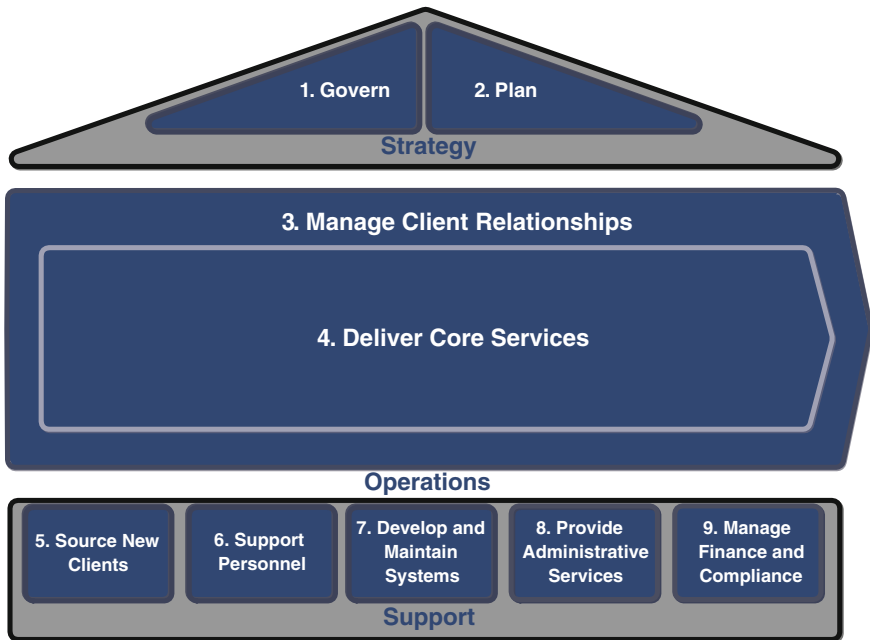 1. Govern
2. Plan
Strategy
3. Manage Client Relationships
4. Deliver Core Services
Operations
5. Source New
Clients
6. Support
Personnel
7. Develop and
Maintain
Systems
8. Provide
Administrative
Services
9. Manage
Finance and
Compliance
Support